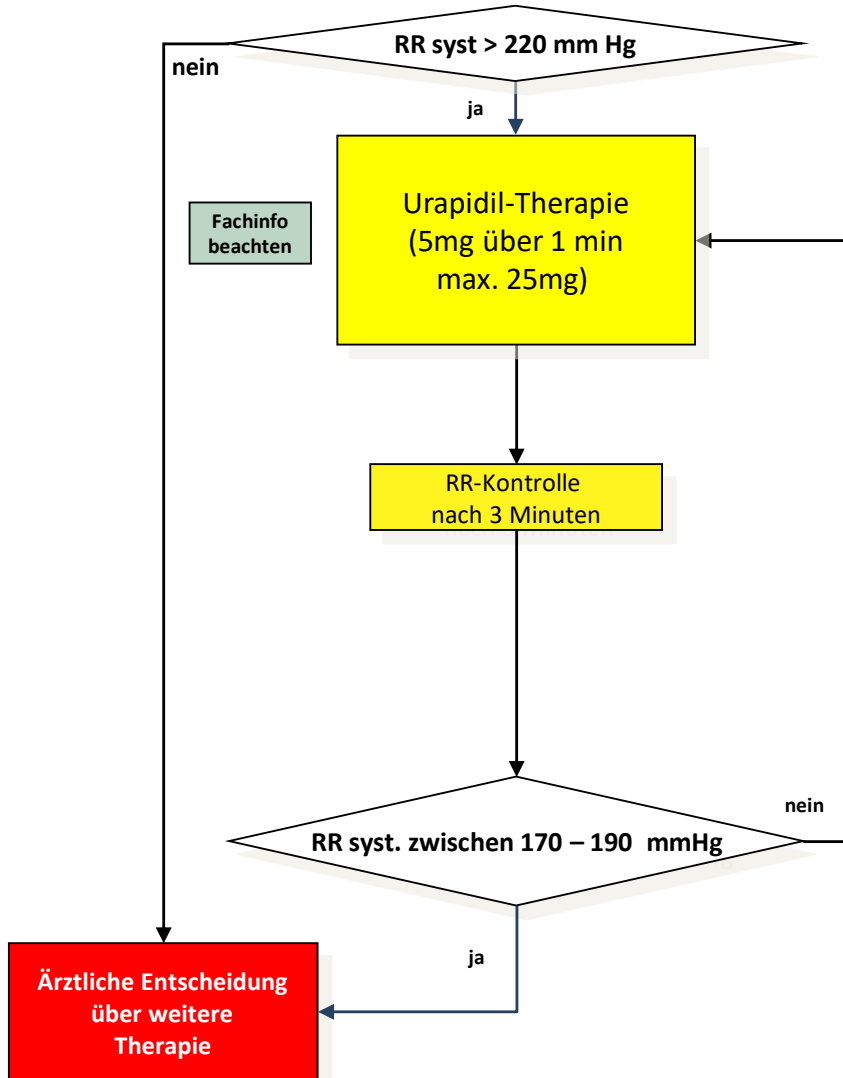 RR syst > 220 mm Hg
nein
ja
Urapidil-Therapie
(5mg über 1 min
max. 25mg)
Fachinfo
beachten
RR-Kontrolle
nach 3 Minuten
nein
RR syst. zwischen 170 – 190 mmHg
ja
Ärztliche Entscheidung
über weitere
Therapie